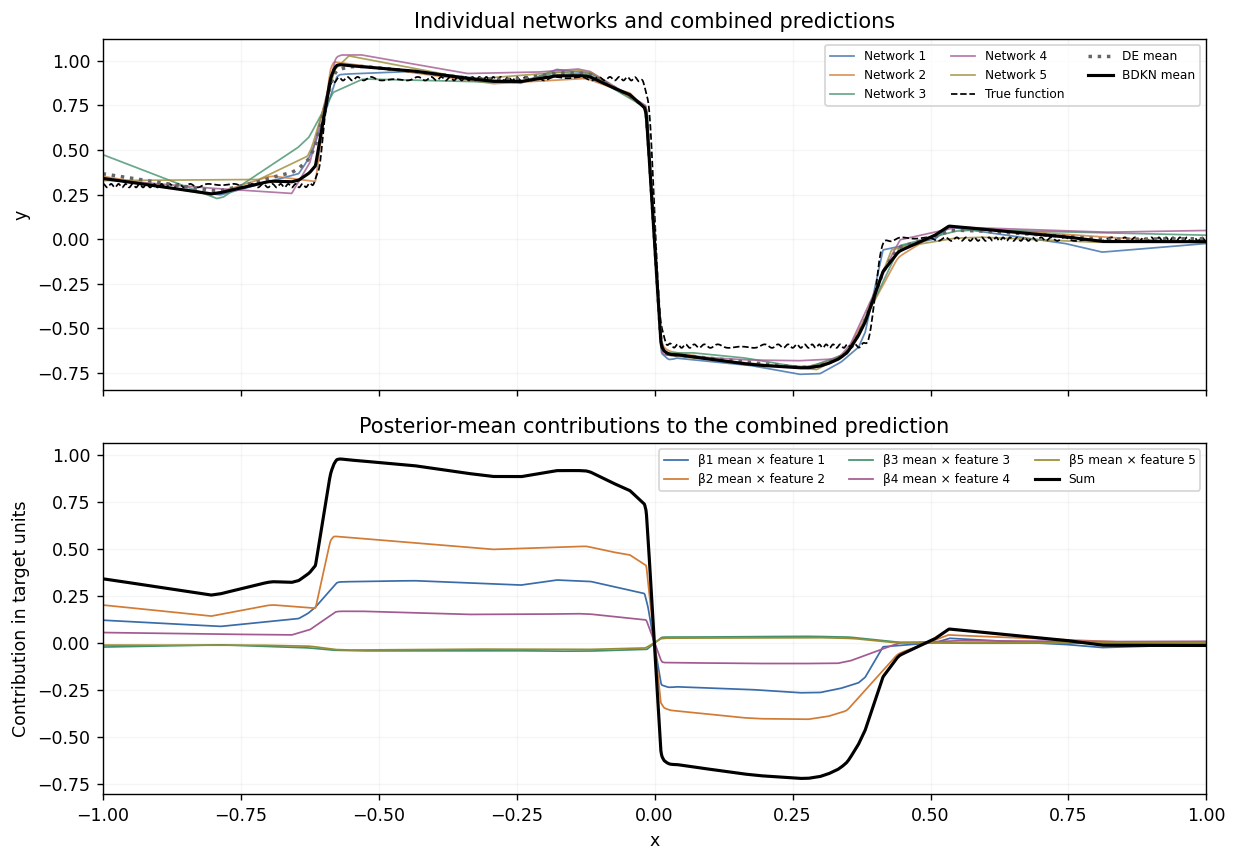 Individual networks and combined predictions
1.00
0.75
0.50
0.25
0.00
−0.25
−0.50
−0.75
y
Network 1
Network 2
Network 3
Network 4
Network 5
True function
DE mean
BDKN mean
Posterior-mean contributions to the combined prediction
1.00
0.75
0.50
0.25
0.00
−0.25
−0.50
−0.75
Contribution in target units
β1 mean × feature 1
β2 mean × feature 2
β3 mean × feature 3
β4 mean × feature 4
β5 mean × feature 5
Sum
−1.00 −0.75 −0.50 −0.25 0.00 0.25 0.50 0.75 1.00
x